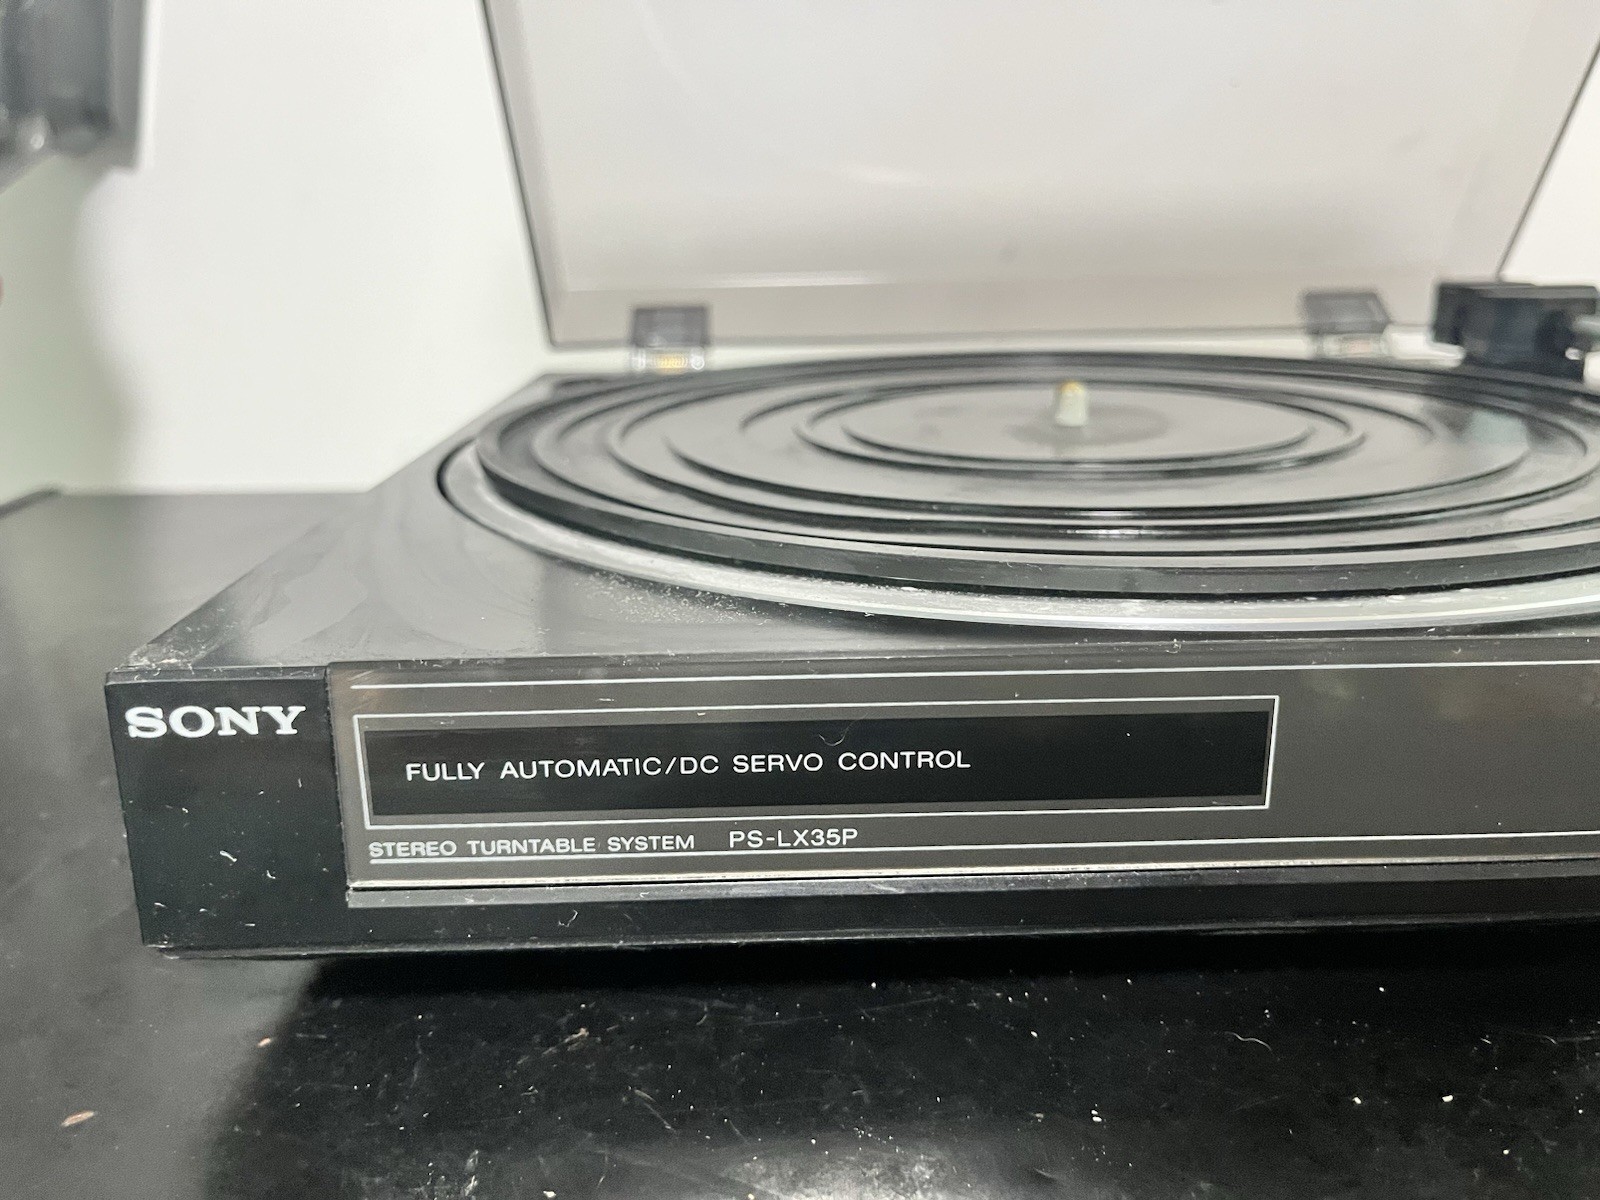 SONY
FULLY AUTOMATIC/DC SERVO CONTROL
STEREO TURNTABLE SYSTEM PS-LX35P